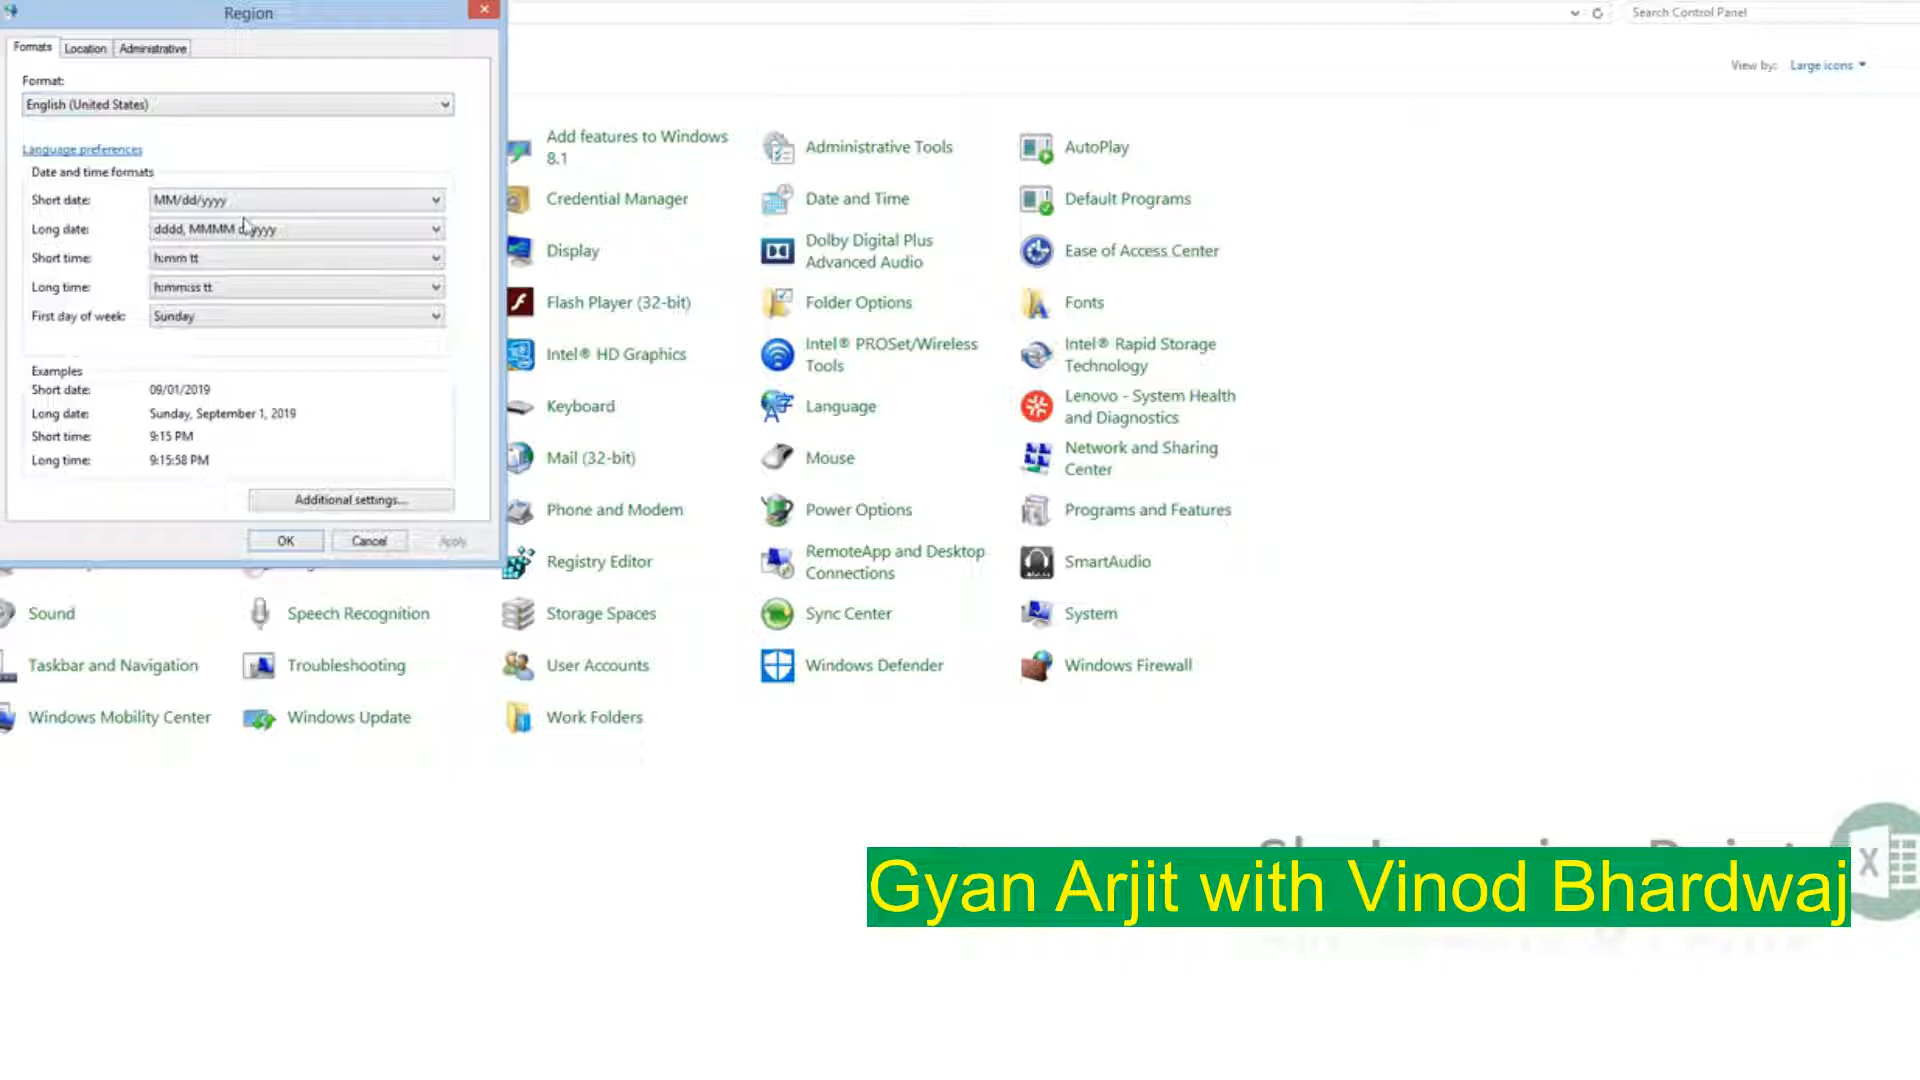 Region
Search Control Panel
Formats
Location
Administrative
View by:
Large icons
Format:
English (United States)
Language preferences
Date and time formats
Short date:
MM/dd/yyyy
Long date:
dddd, MMMM d, yyyy
Short time:
h:mm tt
Long time:
h:mm:ss tt
First day of week:
Sunday
Examples
Short date:
09/01/2019
Long date:
Sunday, September 1, 2019
Short time:
9:15 PM
Long time:
9:15:58 PM
Additional settings...
OK
Cancel
Apply
Add features to Windows
8.1
Administrative Tools
AutoPlay
Credential Manager
Date and Time
Default Programs
Display
Dolby Digital Plus
Advanced Audio
Ease of Access Center
Flash Player (32-bit)
Folder Options
Fonts
Intel® HD Graphics
Intel® PROSet/Wireless
Tools
Intel® Rapid Storage
Technology
Keyboard
Language
Lenovo - System Health
and Diagnostics
Mail (32-bit)
Mouse
Network and Sharing
Center
Phone and Modem
Power Options
Programs and Features
Registry Editor
RemoteApp and Desktop
Connections
SmartAudio
Sound
Speech Recognition
Storage Spaces
Sync Center
System
Taskbar and Navigation
Troubleshooting
User Accounts
Windows Defender
Windows Firewall
Windows Mobility Center
Windows Update
Work Folders
Gyan Arjit with Vinod Bhardwaj